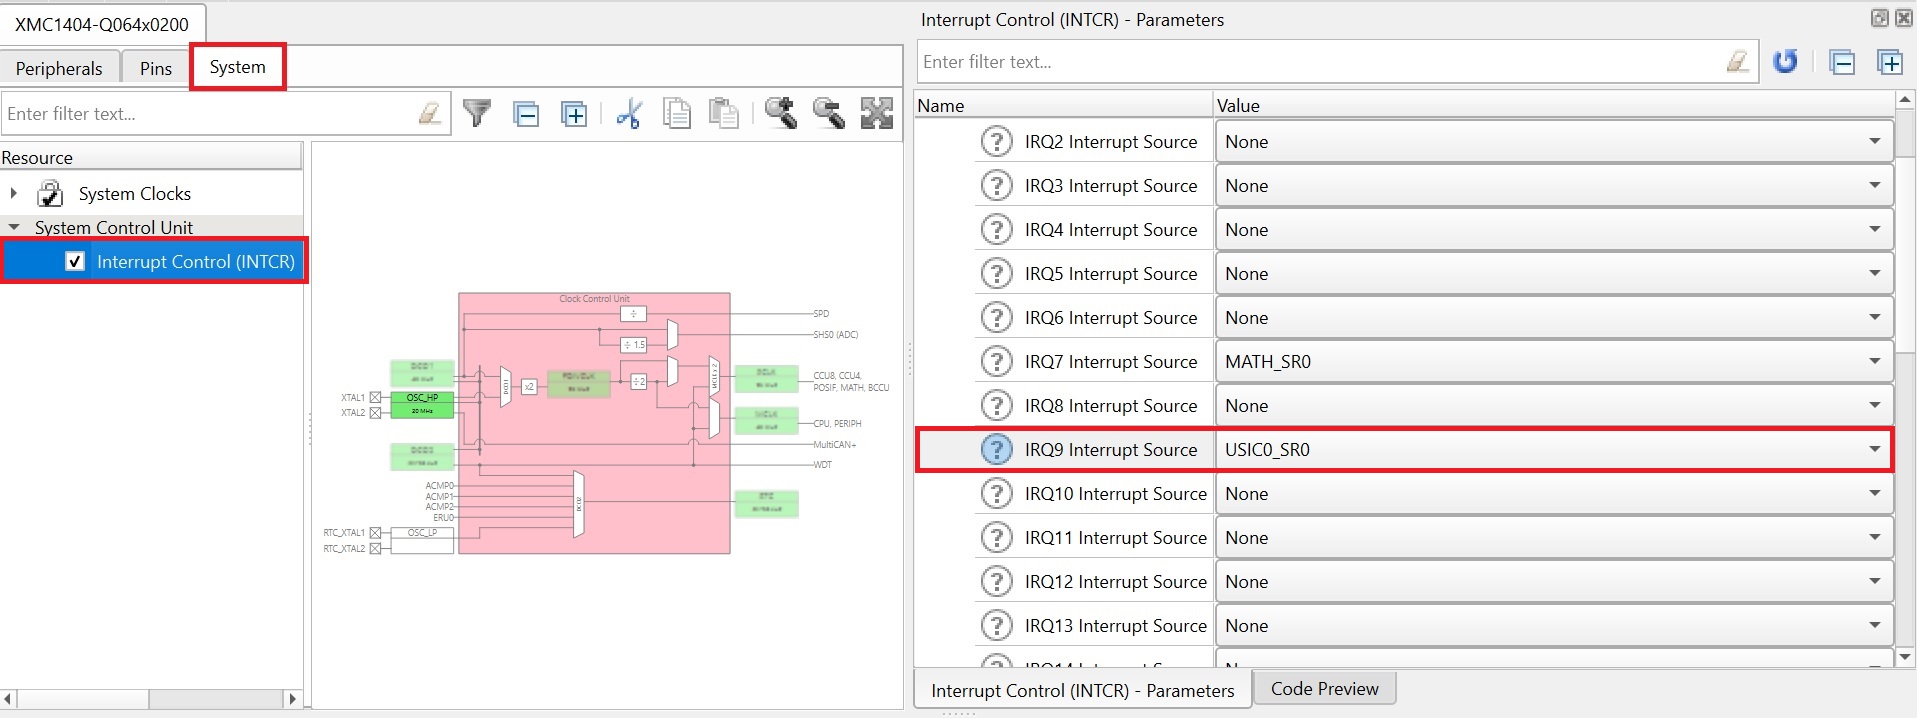 XMC1404-Q064x0200
Peripherals
Pins
System
Enter filter text...
Resource
System Clocks
System Control Unit
Interrupt Control (INTCR)
Clock Control Unit
÷
÷ 1.5
SPD
SHS0 (ADC)
XTAL1
XTAL2
OSC_HP
20 MHz
x2
÷2
CCU8, CCU4,
POSIF, MATH, BCCU
CPU, PERIPH
MultiCAN+
WDT
ACMP0
ACMP1
ACMP2
ERU0
RTC_XTAL1
RTC_XTAL2
OSC_LP
Interrupt Control (INTCR) - Parameters
Enter filter text...
Name Value
IRQ2 Interrupt Source None
IRQ3 Interrupt Source None
IRQ4 Interrupt Source None
IRQ5 Interrupt Source None
IRQ6 Interrupt Source None
IRQ7 Interrupt Source MATH_SR0
IRQ8 Interrupt Source None
IRQ9 Interrupt Source USIC0_SR0
IRQ10 Interrupt Source None
IRQ11 Interrupt Source None
IRQ12 Interrupt Source None
IRQ13 Interrupt Source None
Interrupt Control (INTCR) - Parameters
Code Preview